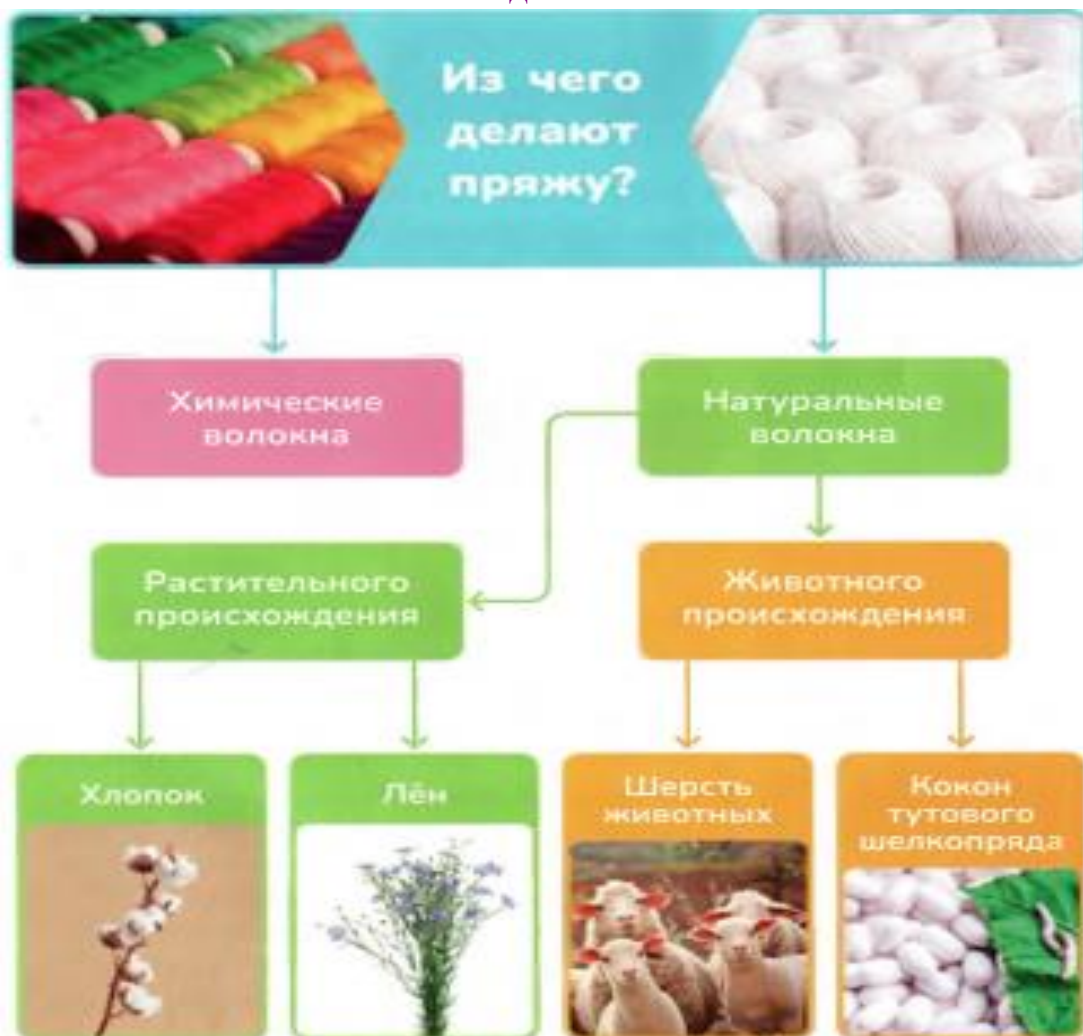 Из чего
делают
пряжу?
Химические
волокна
Натуральные
волокна
Растительного
происхождения
Животного
происхождения
Хлопок
Лён
Шерсть
животных
Кокон
тутового
шелкопряда